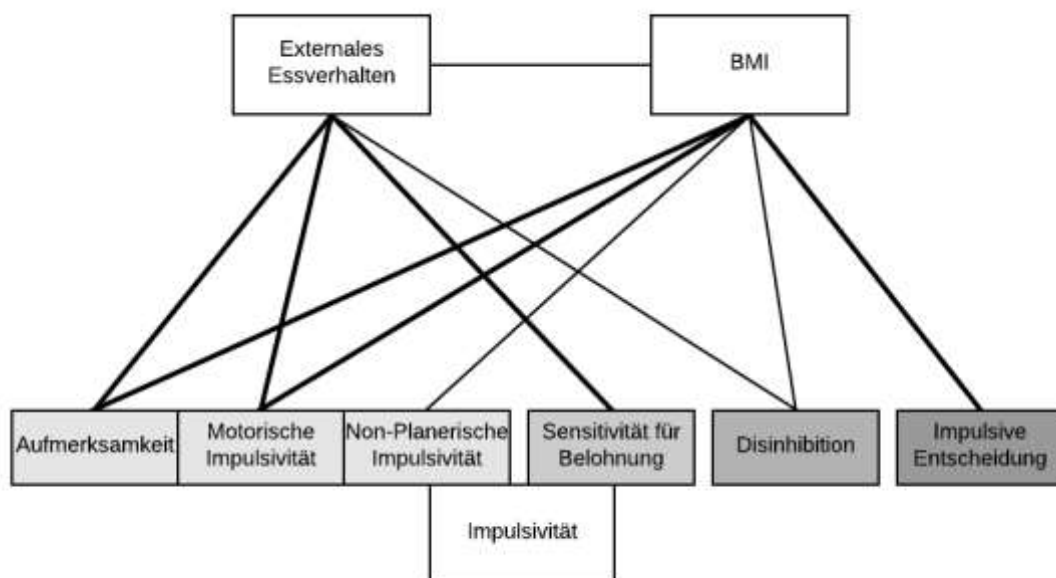 Externales
Essverhalten
BMI
Aufmerksamkeit
Motorische
Impulsivität
Non-Planerische
Impulsivität
Sensitivität für
Belohnung
Disinhibition
Impulsive
Entscheidung
Impulsivität